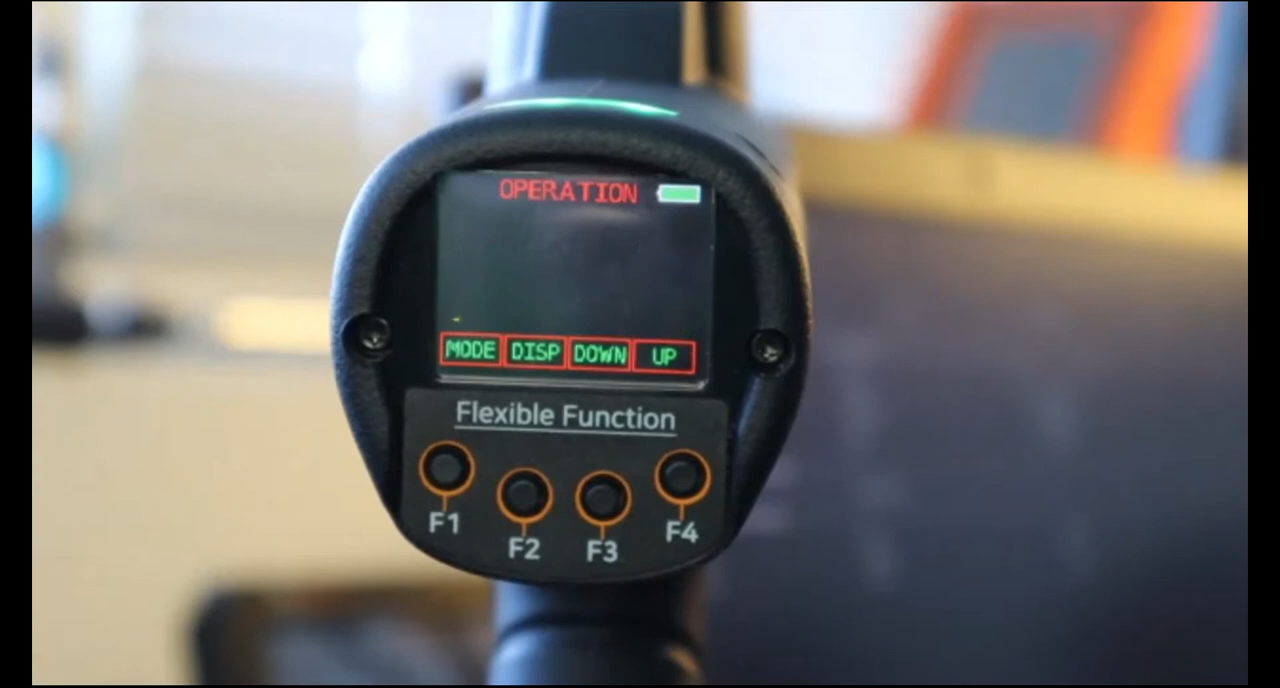 OPERATION
MODE DISP DOWN UP
Flexible Function
F1 F2 F3 F4